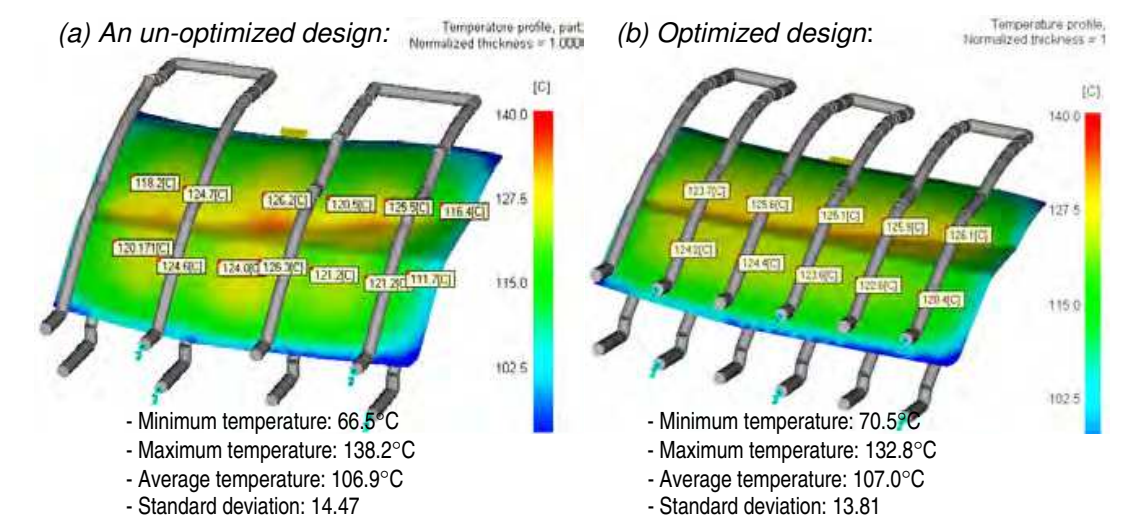 (a) An un-optimized design:
Temperature profile, part:
Normalized thickness = 1.000
[C]
140.0
127.5
115.0
102.5
118.2[C]
124.7[C]
126.2[C]
120.5[C]
125.5[C]
116.4[C]
120.171[C]
124.6[C]
124.0[C
126.3[C]
121.2[C]
121.2[C
111.7[C]
- Minimum temperature: 66.5°C
- Maximum temperature: 138.2°C
- Average temperature: 106.9°C
- Standard deviation: 14.47
(b) Optimized design:
Temperature profile,
Normalized thickness = 1
[C]
140.0
127.5
115.0
102.5
123.7[C]
125.6[C]
125.9[C]
126.1[C]
124.2[C]
124.4[C]
123.6[C]
120.4[C]
- Minimum temperature: 70.5°C
- Maximum temperature: 132.8°C
- Average temperature: 107.0°C
- Standard deviation: 13.81